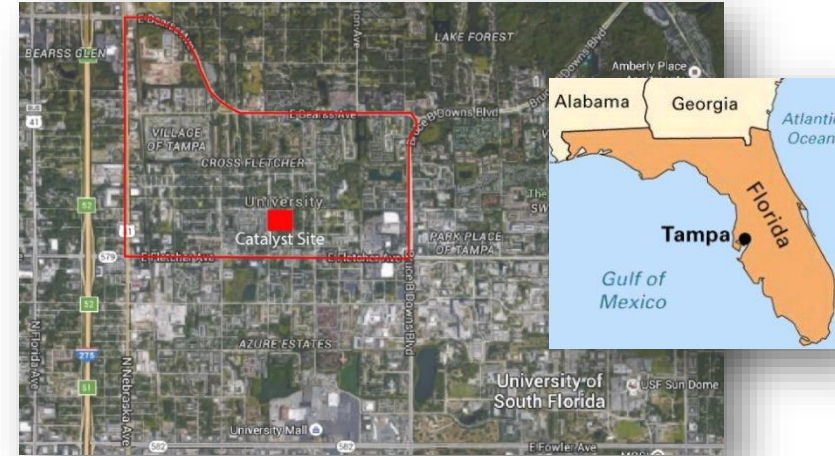 LAKE FOREST
BEARSS GLEN
Amberly Place
41
E Bearss Ave
Bruce B Downs Blvd
VILLAGE
OF TAMPA
CROSS FLETCHER
52
University
Catalyst Site
PARK PLACE
OF TAMPA
579
E Fletcher Ave
E Fletcher Ave
Bruce B Downs Blvd
52
N Florida Ave
N Nebraska Ave
AZURE ESTATES
275
51
University of
South Florida
USF Sun Dome
University Mall
582
582
E Fowler Ave
Alabama
Georgia
Atlantic
Ocean
Florida
Tampa
Gulf of
Mexico